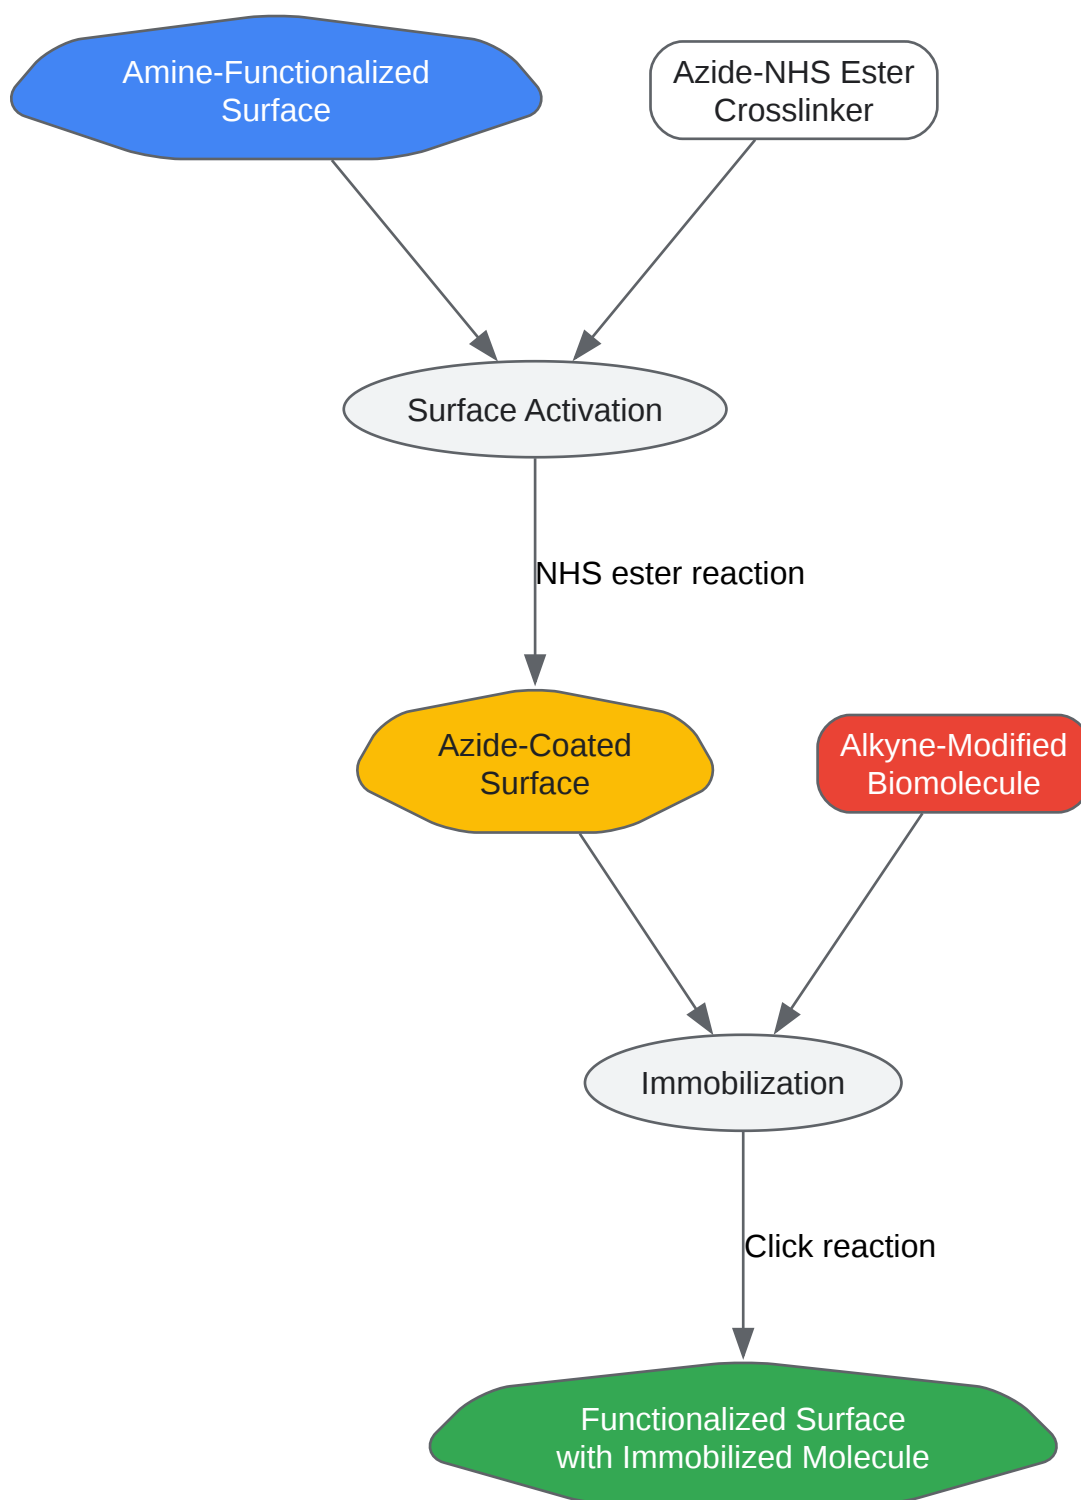 Amine-Functionalized
Surface
Azide-NHS Ester
Crosslinker
Surface Activation
NHS ester reaction
Azide-Coated
Surface
Alkyne-Modified
Biomolecule
Immobilization
Click reaction
Functionalized Surface
with Immobilized Molecule